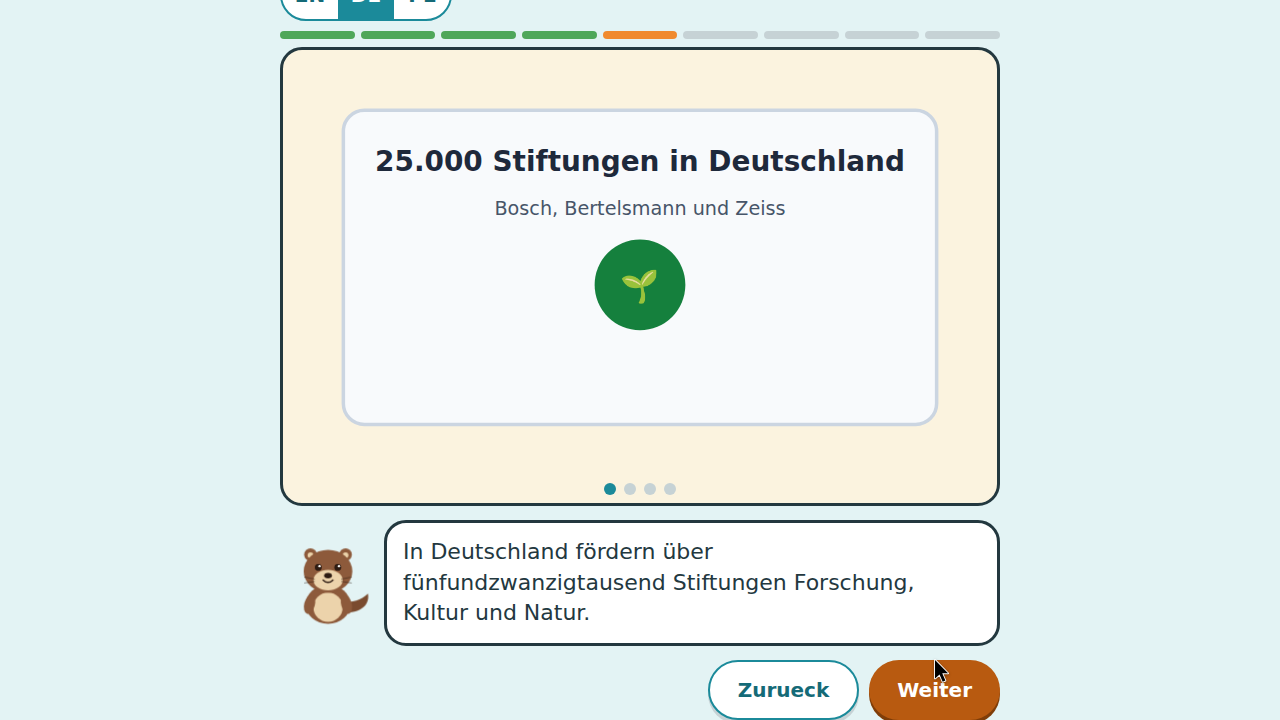 DE
25.000 Stiftungen in Deutschland
Bosch, Bertelsmann und Zeiss
In Deutschland fördern über
fünfundzwanzigtausend Stiftungen Forschung,
Kultur und Natur.
Zurueck
Weiter